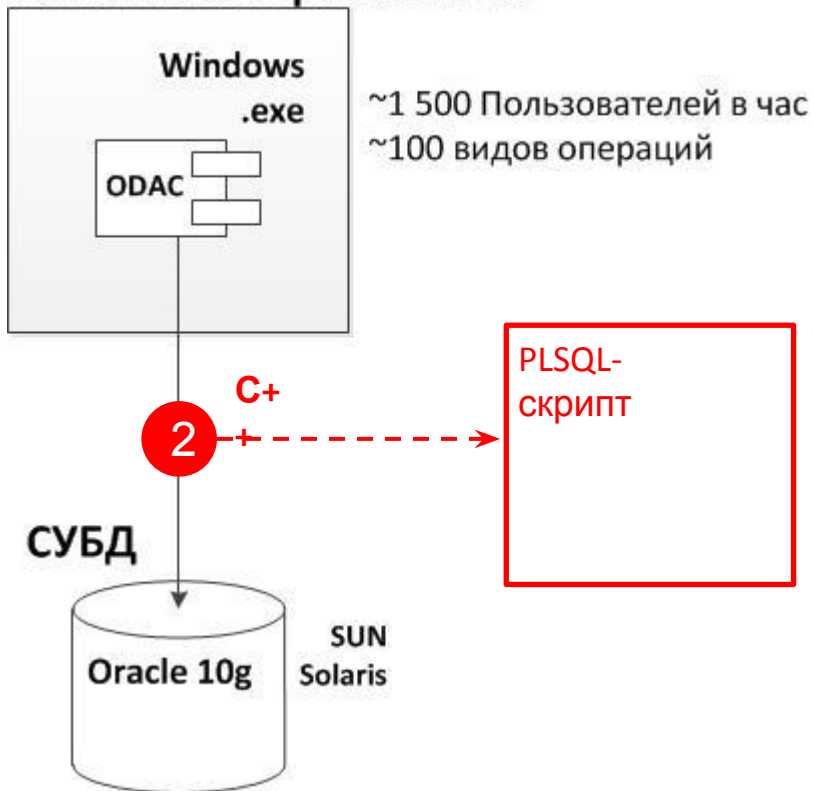 Windows
.exe
~1 500 Пользователей в час
~100 видов операций
ODAC
PLSQL-
скрипт
C+
+
2
СУБД
Oracle 10g
SUN
Solaris